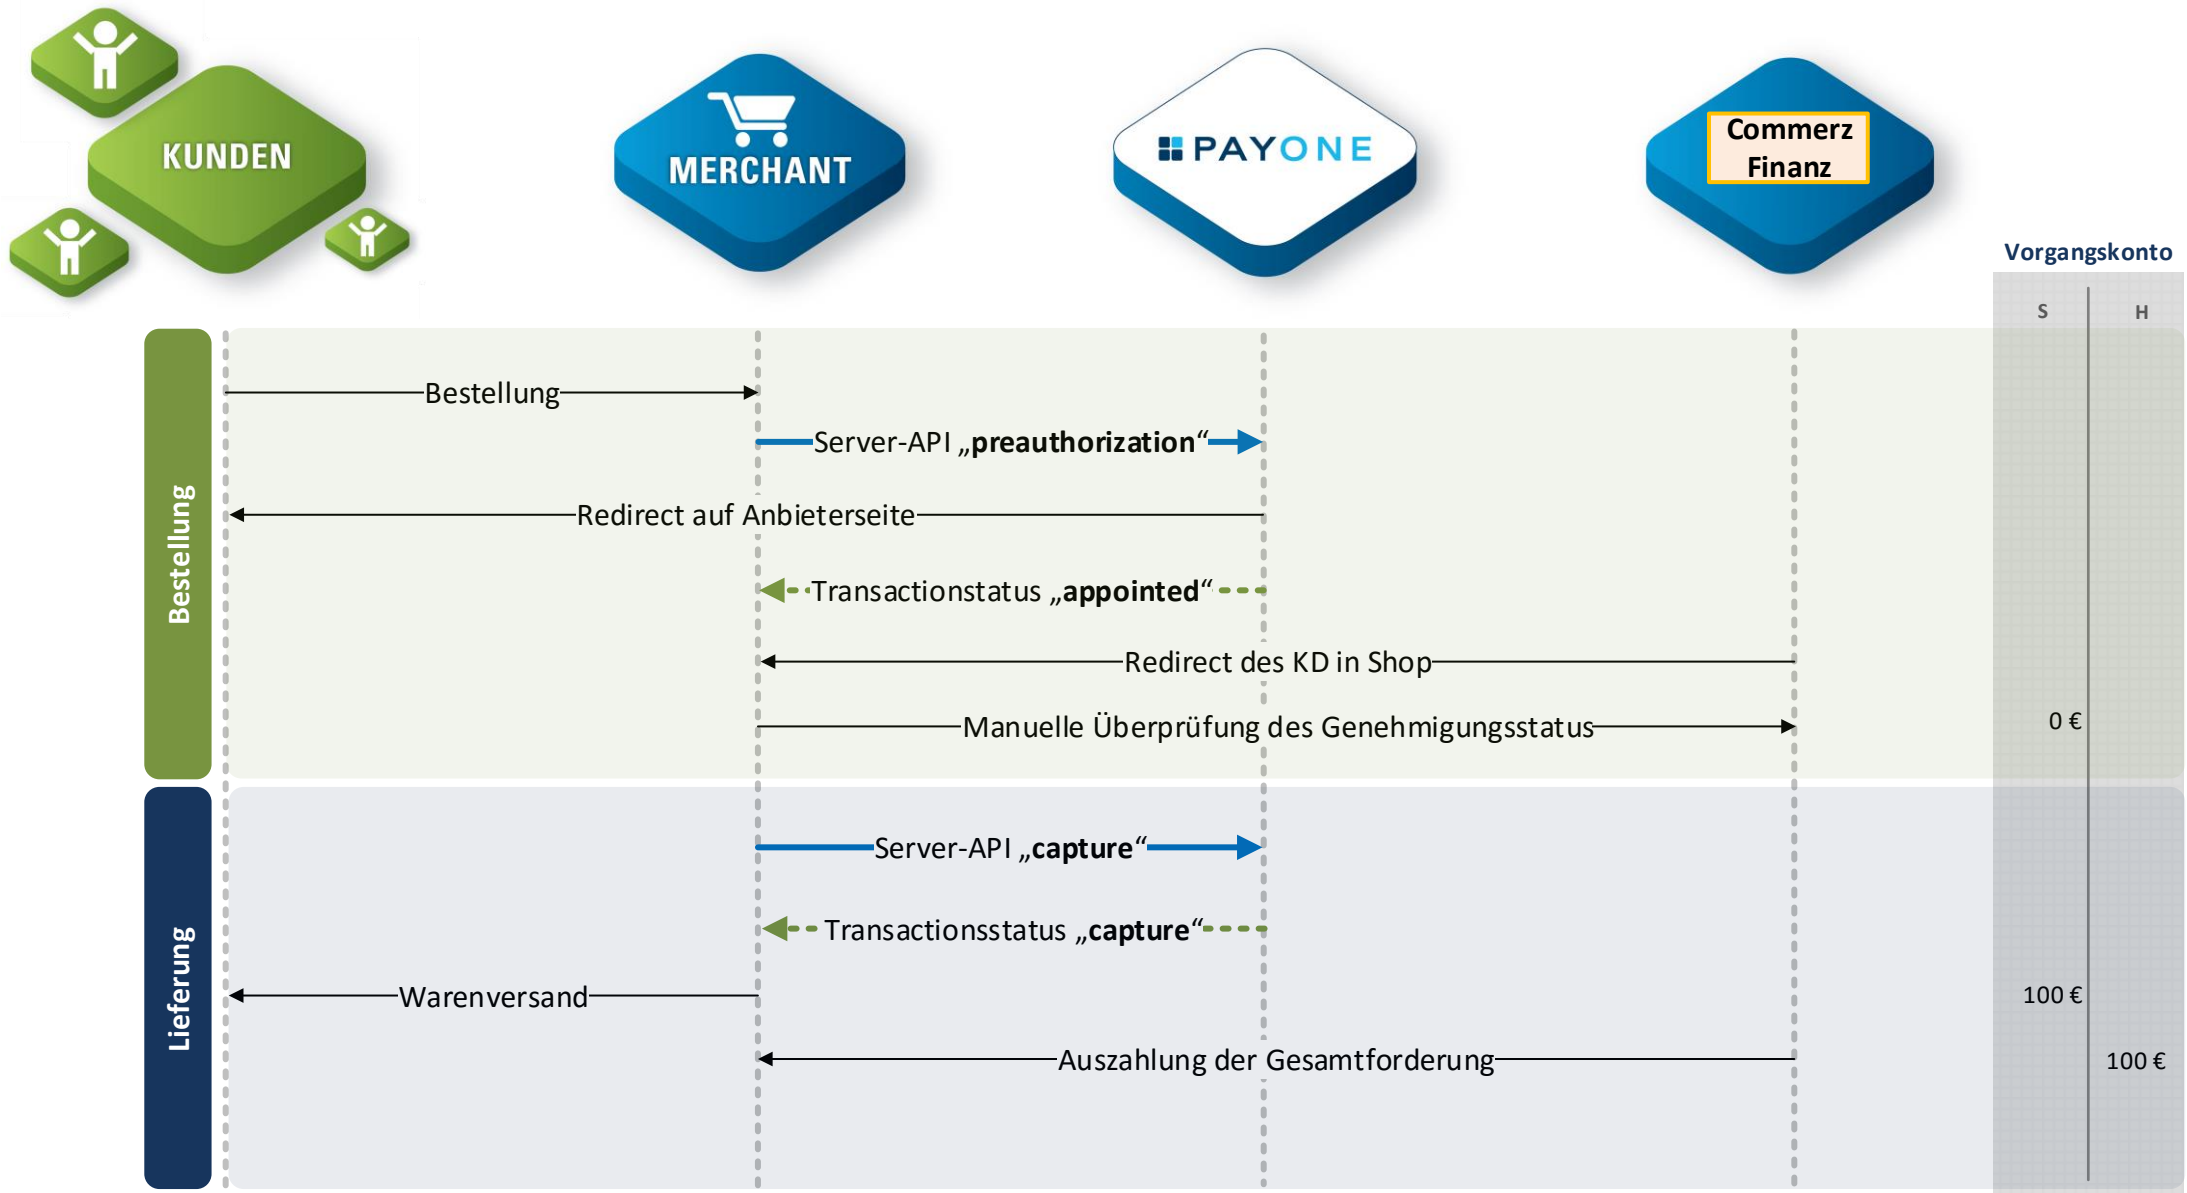 KUNDEN
MERCHANT
PAYONE
Commerz
Finanz
Vorgangskonto
S H
Bestellung
Bestellung
Server-API „preauthorization“
Redirect auf Anbieterseite
Transactionstatus „appointed“
Redirect des KD in Shop
Manuelle Überprüfung des Genehmigungsstatus
0 €
Lieferung
Server-API „capture“
Transactionsstatus „capture“
Warenversand
100 €
Auszahlung der Gesamtforderung
100 €